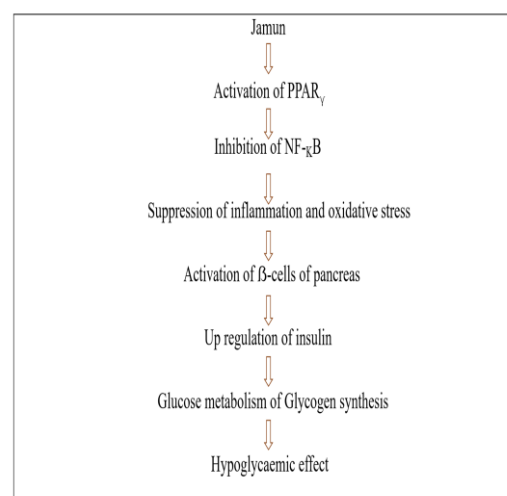 Jamun
Activation of PPARγ
Inhibition of NF-κB
Suppression of inflammation and oxidative stress
Activation of ß-cells of pancreas
Up regulation of insulin
Glucose metabolism of Glycogen synthesis
Hypoglycaemic effect